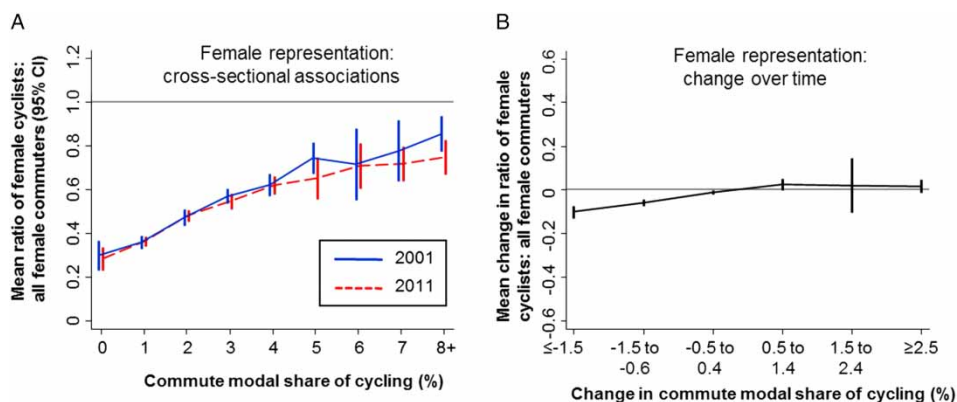 A
Mean ratio of female cyclists:
all female commuters (95% CI)
1.2
1.0
0.8
0.6
0.4
0.2
0
Female representation:
cross-sectional associations
2001
2011
0 1 2 3 4 5 6 7 8+
Commute modal share of cycling (%)
B
Mean change in ratio of female
cyclists: all female commuters
0.6
0.4
0.2
0
-0.2
-0.4
-0.6
Female representation:
change over time
≤-1.5 -1.5 to -0.5 to 0.5 to 1.5 to ≥2.5
-0.6 0.4 1.4 2.4
Change in commute modal share of cycling (%)